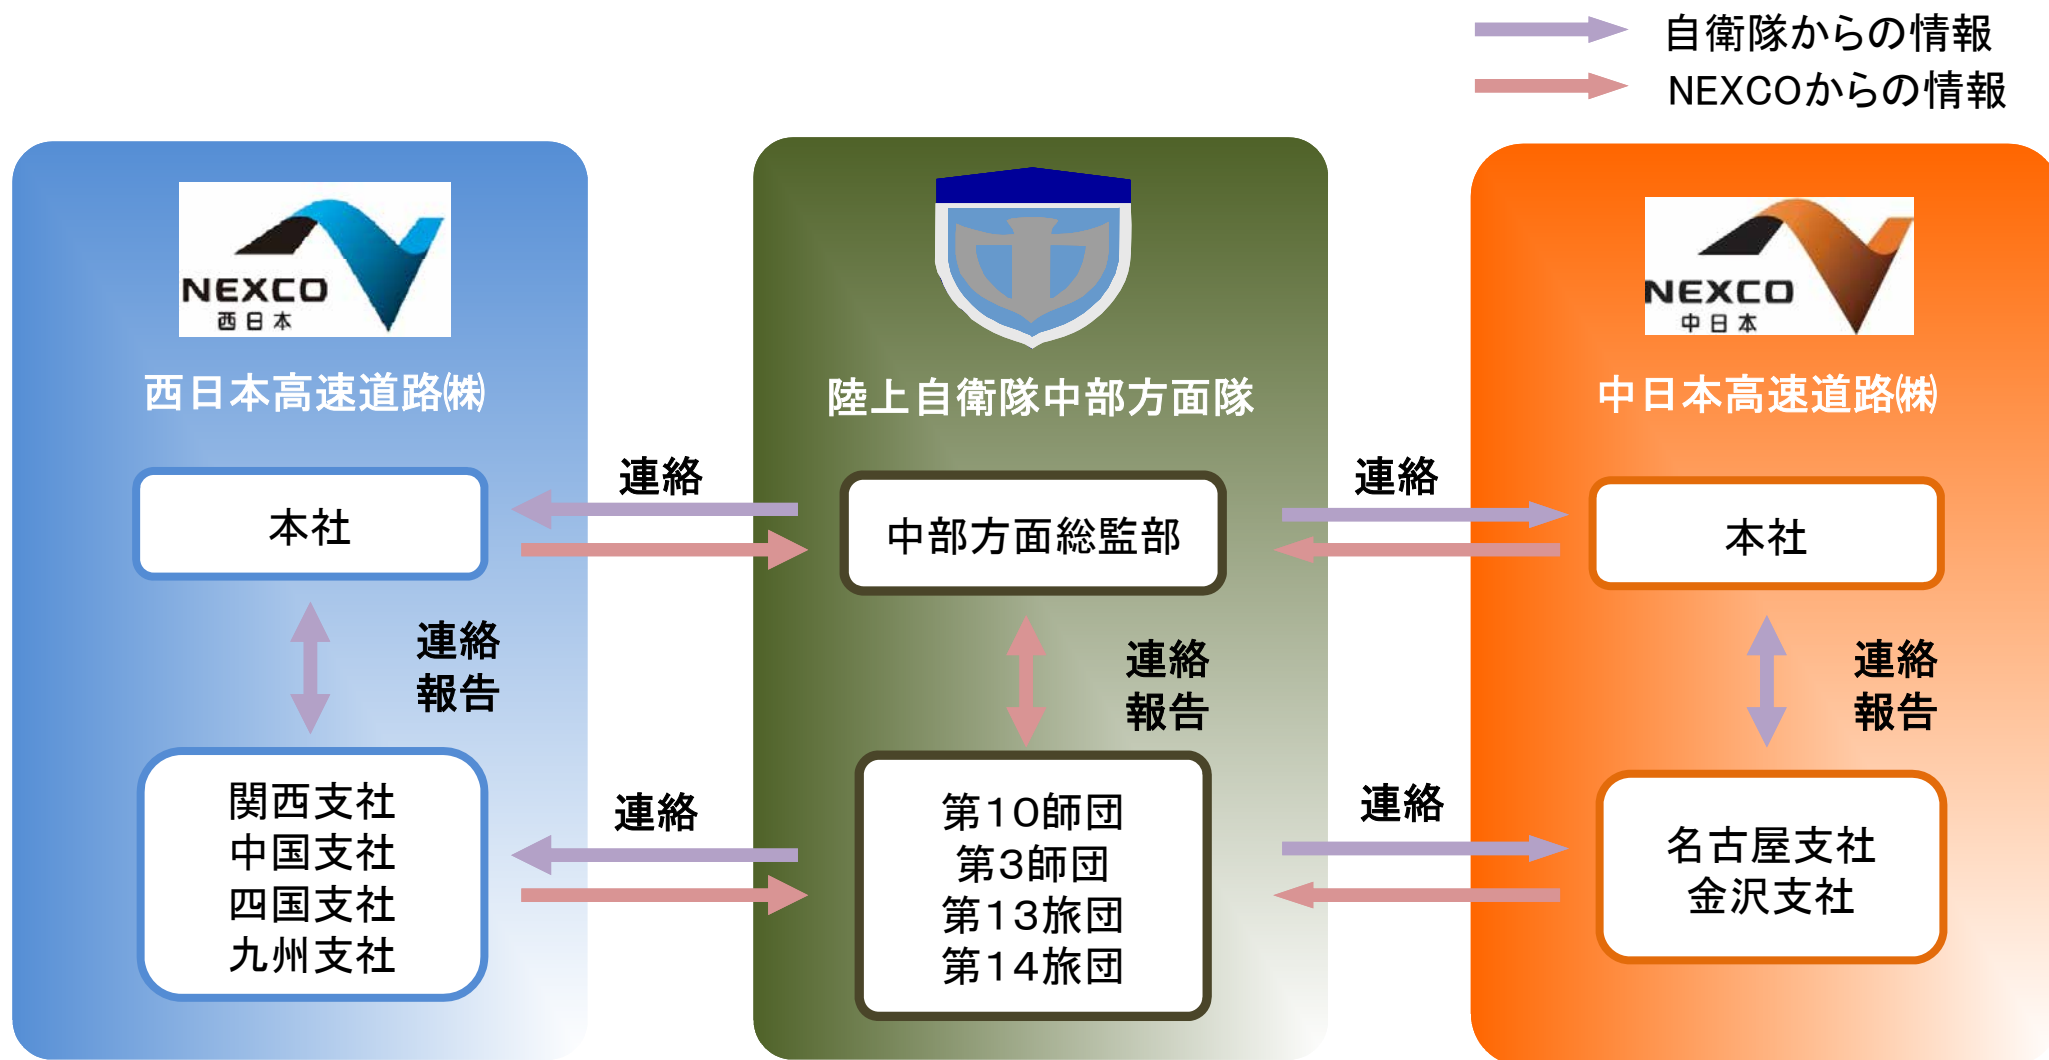 自衛隊からの情報
NEXCOからの情報
NEXCO
西日本
西日本高速道路㈱
本社
連絡
報告
関西支社
中国支社
四国支社
九州支社
連絡
連絡
陸上自衛隊中部方面隊
中部方面総監部
連絡
報告
第10師団
第3師団
第13旅団
第14旅団
連絡
連絡
NEXCO
中日本
中日本高速道路㈱
本社
連絡
報告
名古屋支社
金沢支社